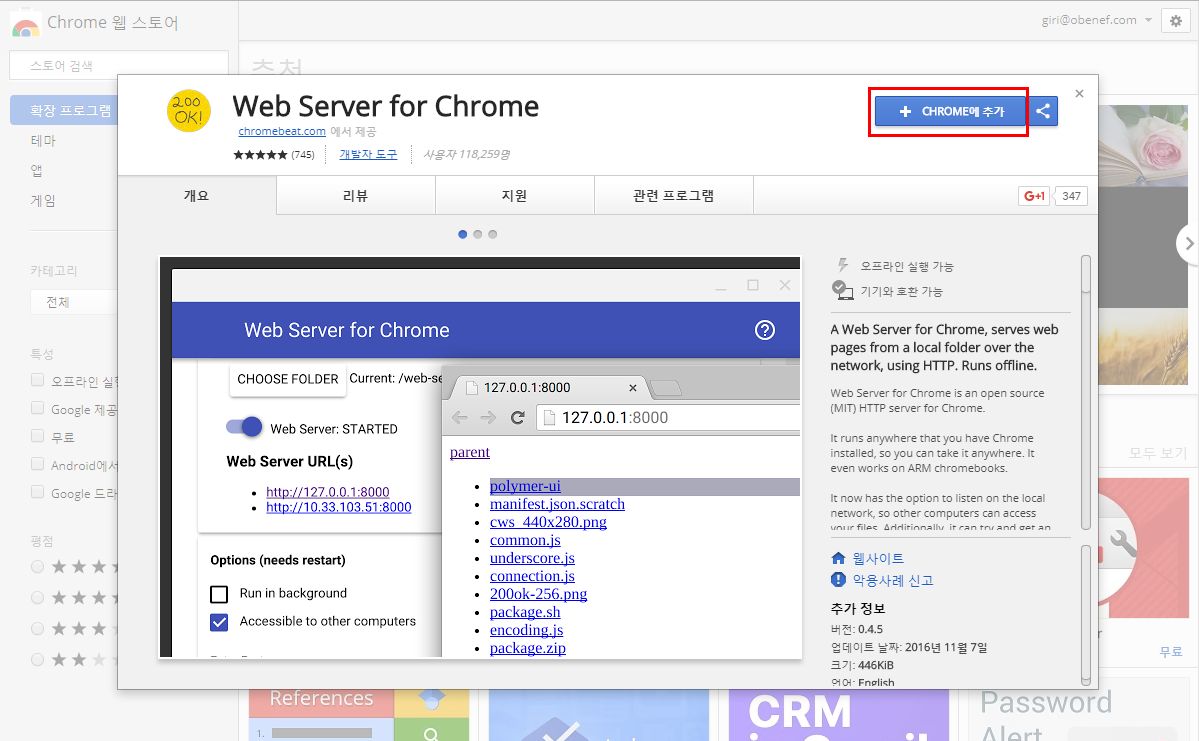 Chrome 웹 스토어
giri@obenef.com
스토어 검색
추천
확장 프로그램
테마
앱
게임
카테고리
전체
특성
오프라인 실행
Google 제공
무료
Android에서
Google 드라
평점
200
OK!
Web Server for Chrome
chromebeat.com 에서 제공
★★★★★ (745)
개발자 도구
사용자 118,259명
+ CHROME에 추가
개요
리뷰
지원
관련 프로그램
G+1
347
Web Server for Chrome
CHOOSE FOLDER
Current: /web-se
Web Server: STARTED
Web Server URL(s)
http://127.0.0.1:8000
http://10.33.103.51:8000
Options (needs restart)
Run in background
Accessible to other computers
127.0.0.1:8000
127.0.0.1:8000
parent
polymer-ui
manifest.json.scratch
cws_440x280.png
common.js
underscore.js
connection.js
200ok-256.png
package.sh
encoding.js
package.zip
오프라인 실행 가능
기기와 호환 가능
A Web Server for Chrome, serves web
pages from a local folder over the
network, using HTTP. Runs offline.
Web Server for Chrome is an open source
(MIT) HTTP server for Chrome.
It runs anywhere that you have Chrome
installed, so you can take it anywhere. It
even works on ARM chromebooks.
It now has the option to listen on the local
network, so other computers can access
your files. Additionally, it can try and get an
웹사이트
악용사례 신고
추가 정보
버전: 0.4.5
업데이트 날짜: 2016년 11월 7일
크기: 446KiB
언어: English
모두 보기
r
무료
References
1.
CRM
Password
Alert